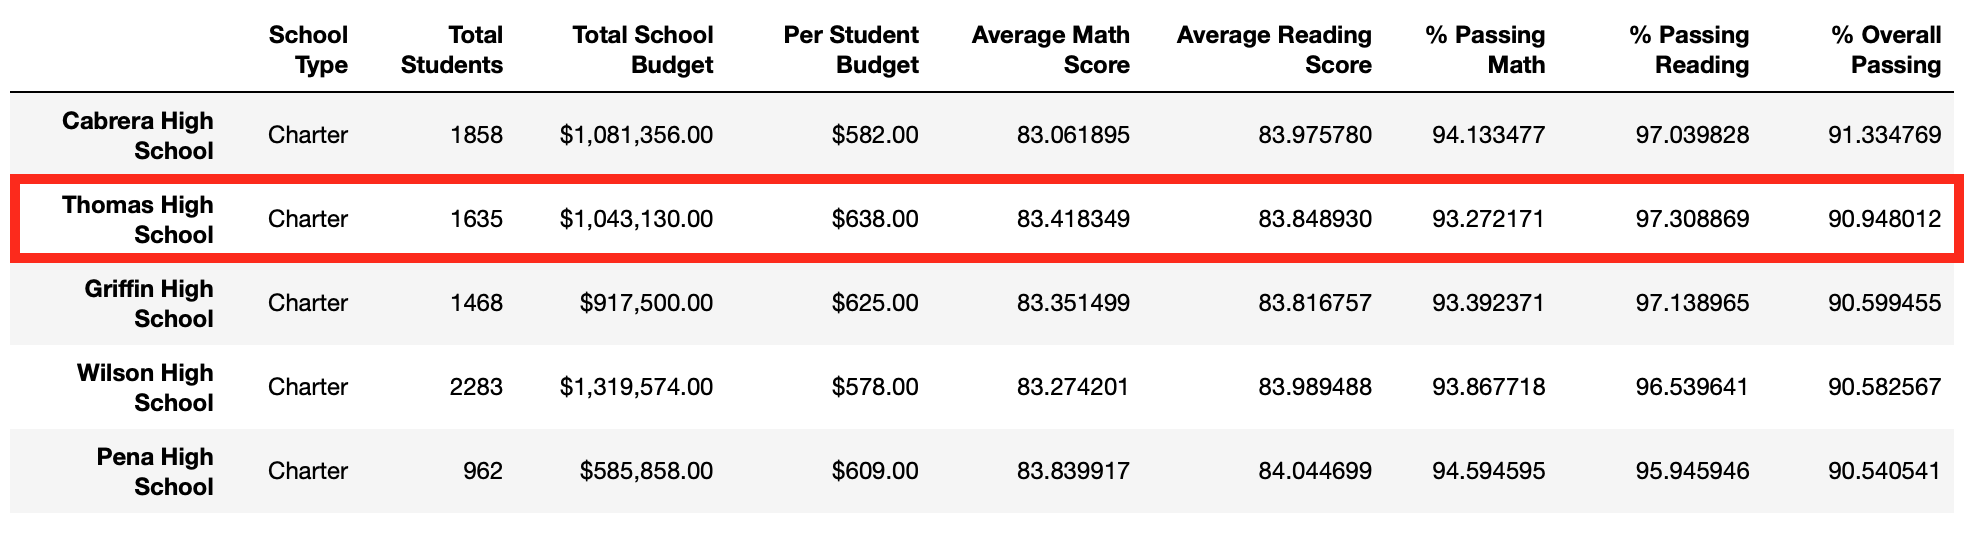 School Type Total Students Total School Budget Per Student Budget Average Math Score Average Reading Score % Passing Math % Passing Reading % Overall Passing
Cabrera High School Charter 1858 $1,081,356.00 $582.00 83.061895 83.975780 94.133477 97.039828 91.334769
Thomas High School Charter 1635 $1,043,130.00 $638.00 83.418349 83.848930 93.272171 97.308869 90.948012
Griffin High School Charter 1468 $917,500.00 $625.00 83.351499 83.816757 93.392371 97.138965 90.599455
Wilson High School Charter 2283 $1,319,574.00 $578.00 83.274201 83.989488 93.867718 96.539641 90.582567
Pena High School Charter 962 $585,858.00 $609.00 83.839917 84.044699 94.594595 95.945946 90.540541